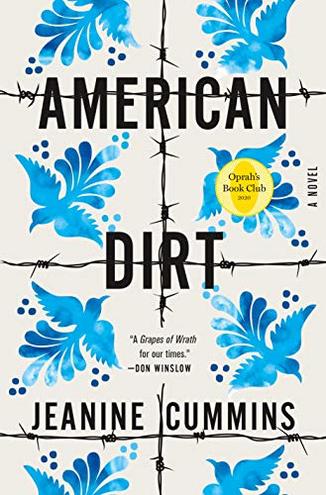 AMERICAN
Oprah's
Book Club
2020
A NOVEL
DIRT
"A Grapes of Wrath
for our times."
—DON WINSLOW
JEANINE CUMMINS